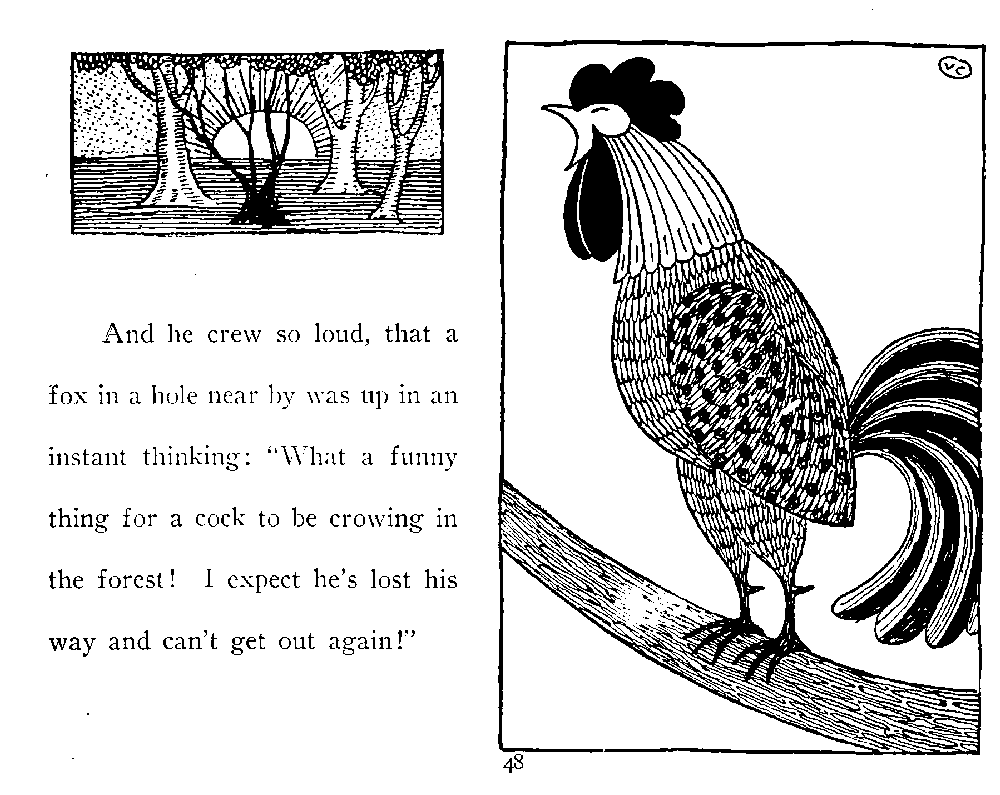 VC
And he crew so loud, that a
fox in a hole near by was up in an
instant thinking: “What a funny
thing for a cock to be crowing in
the forest! I expect he’s lost his
way and can’t get out again!”
48